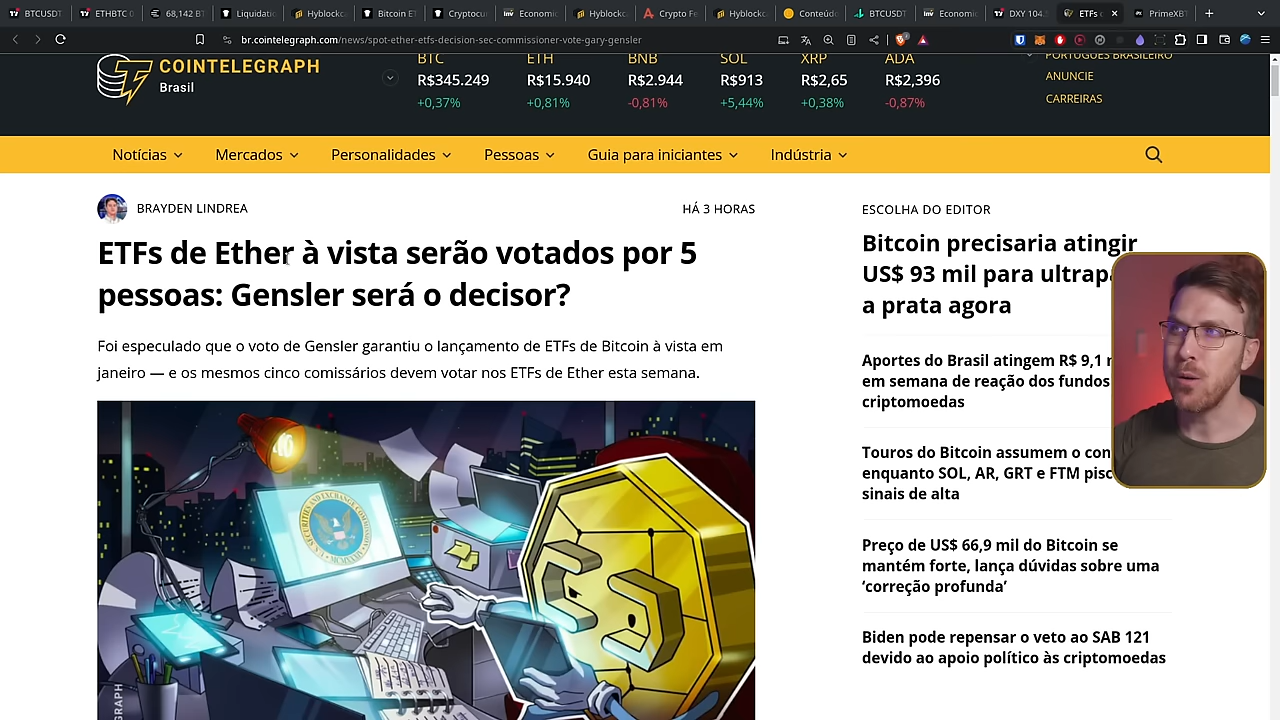 BTCUSDT
ETHBTC 0
68,142 BT
Liquidatio
Hyblockc
Bitcoin ET
Cryptocur
Economic
Hyblockc
Crypto Fe
Hyblockc
Conteúdo
BTCUSDT
Economic
DXY 104.
ETFs
PrimeXBT
br.cointelegraph.com/news/spot-ether-etfs-decision-sec-commissioner-vote-gary-gensler
COINTELEGRAPH
Brasil
BTC ETH BNB SOL XRP ADA
R$345.249 R$15.940 R$2.944 R$913 R$2,65 R$2,396
+0,37% +0,81% -0,81% +5,44% +0,38% -0,87%
PORTUGUÊS BRASILEIRO
ANUNCIE
CARREIRAS
Notícias Mercados Personalidades Pessoas Guia para iniciantes Indústria
BRAYDEN LINDREA HÁ 3 HORAS
ETFs de Ether à vista serão votados por 5
pessoas: Gensler será o decisor?
Foi especulado que o voto de Gensler garantiu o lançamento de ETFs de Bitcoin à vista em
janeiro — e os mesmos cinco comissários devem votar nos ETFs de Ether esta semana.
ESCOLHA DO EDITOR
Bitcoin precisaria atingir
US$ 93 mil para ultrapa
a prata agora
Aportes do Brasil atingem R$ 9,1 m
em semana de reação dos fundos
criptomoedas
Touros do Bitcoin assumem o con
enquanto SOL, AR, GRT e FTM pisc
sinais de alta
Preço de US$ 66,9 mil do Bitcoin se
mantém forte, lança dúvidas sobre uma
‘correção profunda’
Biden pode repensar o veto ao SAB 121
devido ao apoio político às criptomoedas